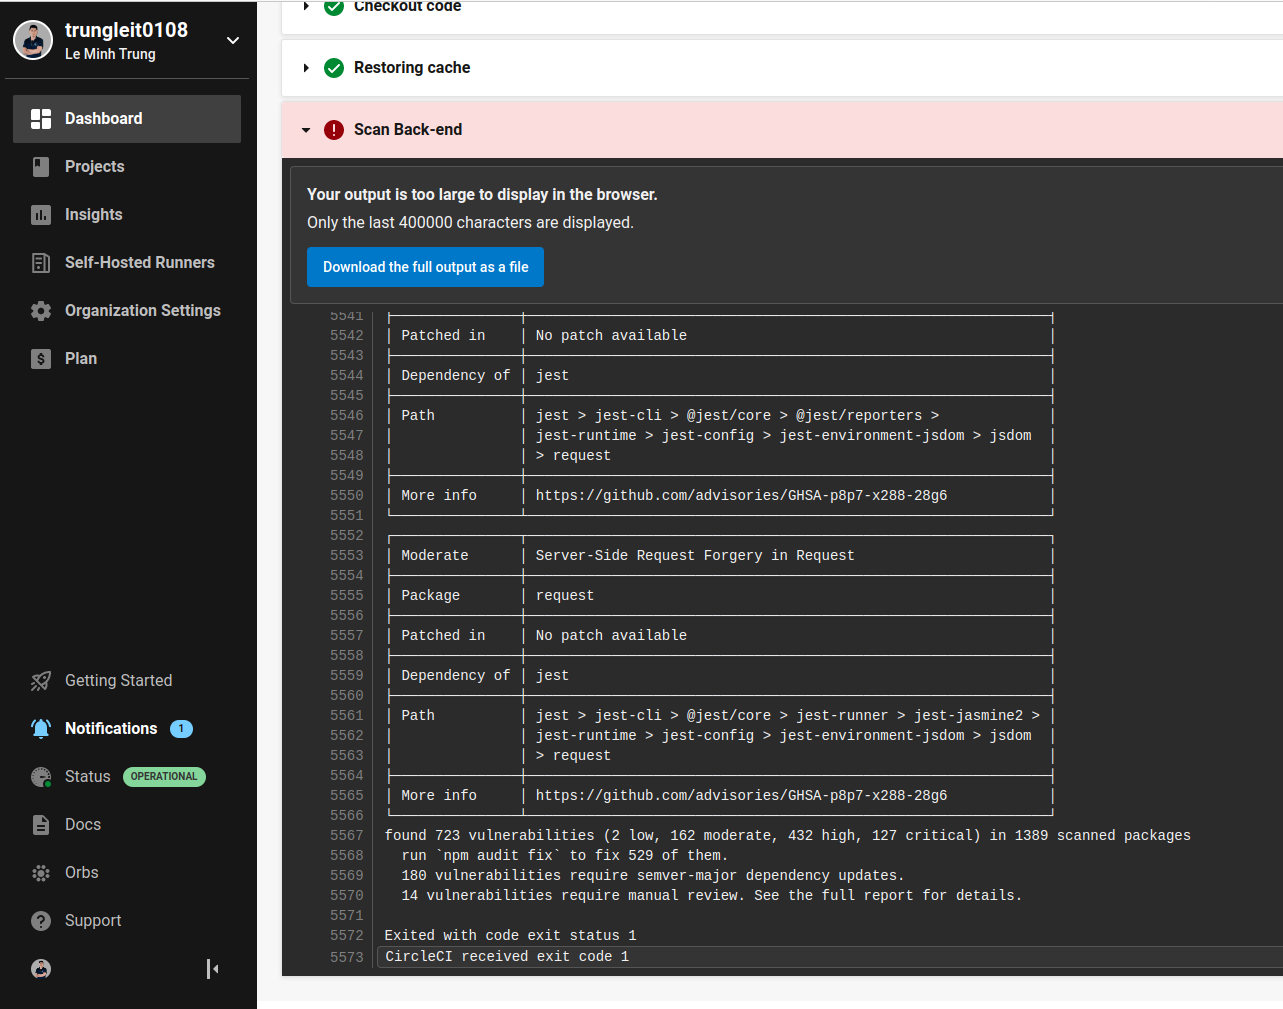 trungleit0108
Le Minh Trung
Dashboard
Projects
Insights
Self-Hosted Runners
Organization Settings
Plan
Getting Started
Notifications 1
Status OPERATIONAL
Docs
Orbs
Support
Checkout code
Restoring cache
Scan Back-end
Your output is too large to display in the browser.
Only the last 400000 characters are displayed.
Download the full output as a file
5541
5542 Patched in No patch available
5543
5544 Dependency of jest
5545
5546 Path jest > jest-cli > @jest/core > @jest/reporters >
5547 jest-runtime > jest-config > jest-environment-jsdom > jsdom
5548 > request
5549
5550 More info https://github.com/advisories/GHSA-p8p7-x288-28g6
5551
5552
5553 Moderate Server-Side Request Forgery in Request
5554
5555 Package request
5556
5557 Patched in No patch available
5558
5559 Dependency of jest
5560
5561 Path jest > jest-cli > @jest/core > jest-runner > jest-jasmine2 >
5562 jest-runtime > jest-config > jest-environment-jsdom > jsdom
5563 > request
5564
5565 More info https://github.com/advisories/GHSA-p8p7-x288-28g6
5566
5567 found 723 vulnerabilities (2 low, 162 moderate, 432 high, 127 critical) in 1389 scanned packages
5568 run `npm audit fix` to fix 529 of them.
5569 180 vulnerabilities require semver-major dependency updates.
5570 14 vulnerabilities require manual review. See the full report for details.
5571
5572 Exited with code exit status 1
5573 CircleCI received exit code 1